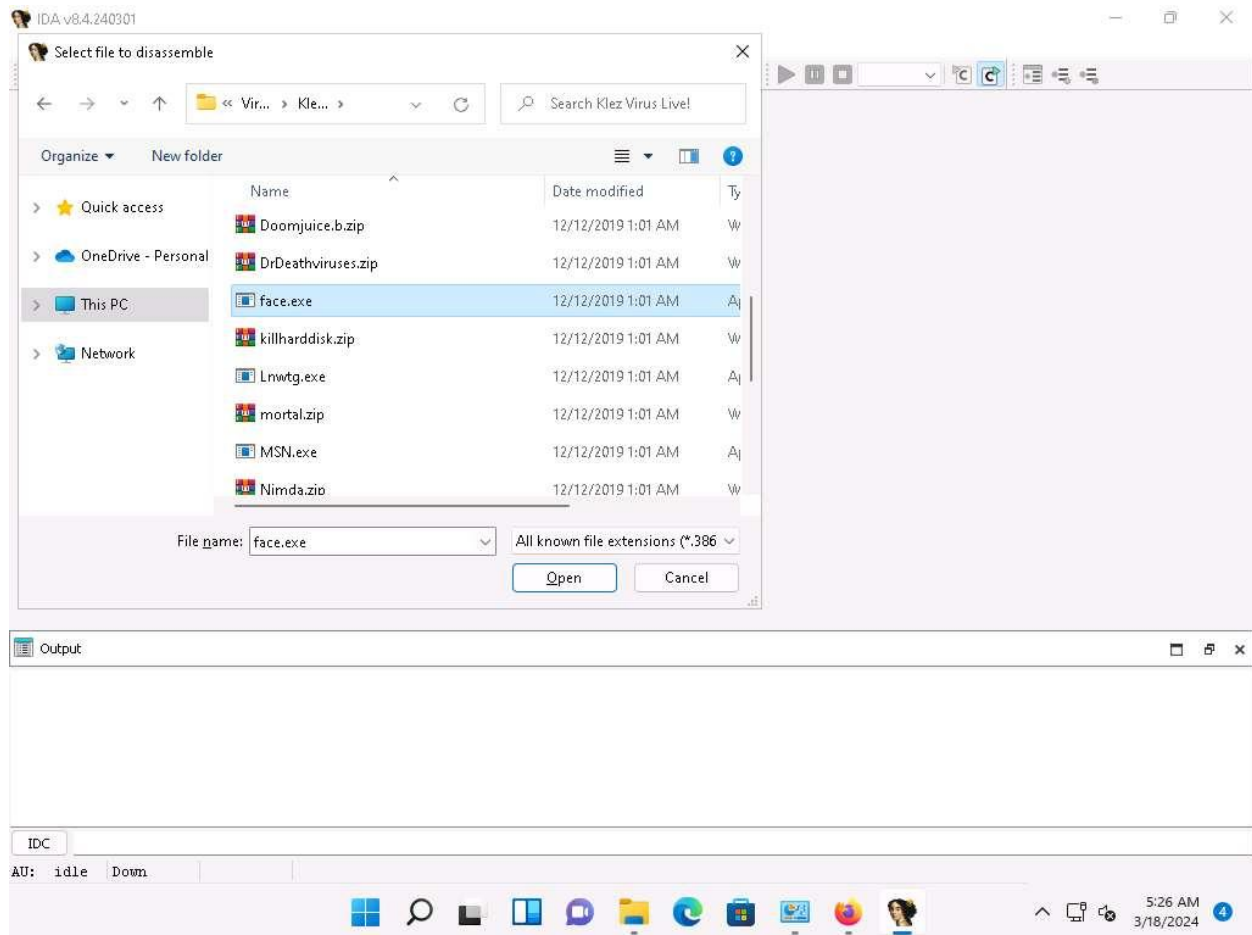 IDA v8.4.240301
Select file to disassemble
« Vir... › Kle... ›
Search Klez Virus Live!
Organize
New folder
Name
Date modified
Ty
Quick access
OneDrive - Personal
This PC
Network
Doomjuice.b.zip
12/12/2019 1:01 AM
W
DrDeathviruses.zip
12/12/2019 1:01 AM
W
face.exe
12/12/2019 1:01 AM
Ap
killharddisk.zip
12/12/2019 1:01 AM
W
Lnwtg.exe
12/12/2019 1:01 AM
Ap
mortal.zip
12/12/2019 1:01 AM
W
MSN.exe
12/12/2019 1:01 AM
Ap
Nimda.zip
12/12/2019 1:01 AM
W
File name: face.exe
All known file extensions (*.386
Open
Cancel
Output
IDC
AU: idle Down
5:26 AM
3/18/2024
4